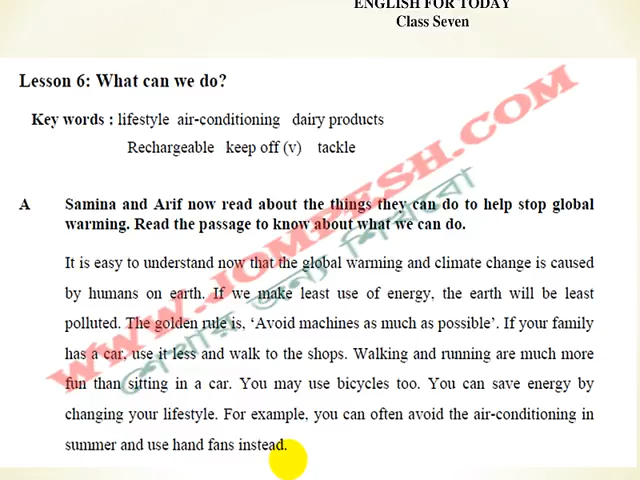 ENGLISH FOR TODAY
Class Seven
Lesson 6: What can we do?
Key words : lifestyle air-conditioning dairy products
Rechargeable keep off (v) tackle
A Samina and Arif now read about the things they can do to help stop global
warming. Read the passage to know about what we can do.
It is easy to understand now that the global warming and climate change is caused
by humans on earth. If we make least use of energy, the earth will be least
polluted. The golden rule is, ‘Avoid machines as much as possible’. If your family
has a car, use it less and walk to the shops. Walking and running are much more
fun than sitting in a car. You may use bicycles too. You can save energy by
changing your lifestyle. For example, you can often avoid the air-conditioning in
summer and use hand fans instead.
WWW.JOMPESH.COM
শেখার জন্য শিখবো